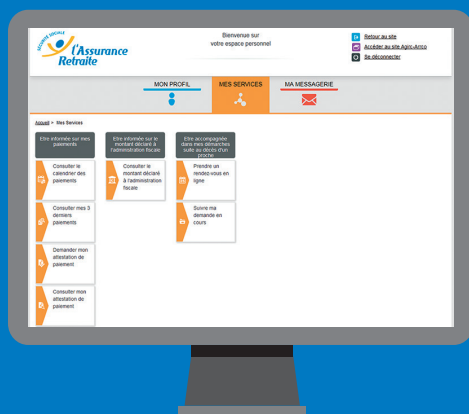 SÉCURITÉ SOCIALE
l'Assurance
Retraite
Bienvenue sur
votre espace personnel
Retour au site
Accéder au site Agirc-Arrco
Se déconnecter
MON PROFIL
MES SERVICES
MA MESSAGERIE
Accueil > Mes Services
Etre informée sur mes
paiements
Etre informée sur le
montant déclaré à
l'administration fiscale
Etre accompagnée
dans mes démarches
suite au décès d'un
proche
Consulter le
calendrier des
paiements
Consulter le
montant déclaré
à l'administration
fiscale
Prendre un
rendez-vous en
ligne
Consulter mes 3
derniers
paiements
Suivre ma
demande en
cours
Demander mon
attestation de
paiement
Consulter mon
attestation de
paiement